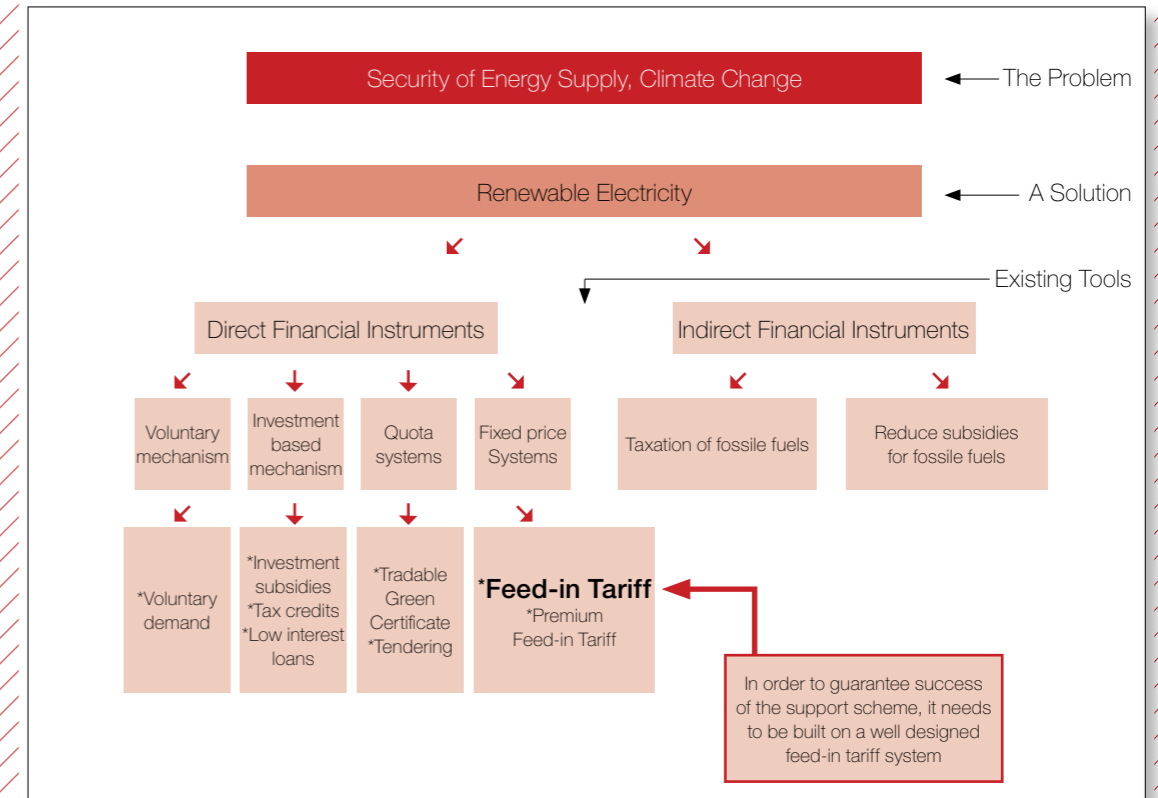 Security of Energy Supply, Climate Change
The Problem
Renewable Electricity
A Solution
Existing Tools
Direct Financial Instruments
Indirect Financial Instruments
Voluntary
mechanism
Investment
based
mechanism
Quota
systems
Fixed price
Systems
Taxation of fossile fuels
Reduce subsidies
for fossile fuels
*Voluntary
demand
*Investment
subsidies
*Tax credits
*Low interest
loans
*Tradable
Green
Certificate
*Tendering
*Feed-in Tariff
*Premium
Feed-in Tariff
In order to guarantee success
of the support scheme, it needs
to be built on a well designed
feed-in tariff system